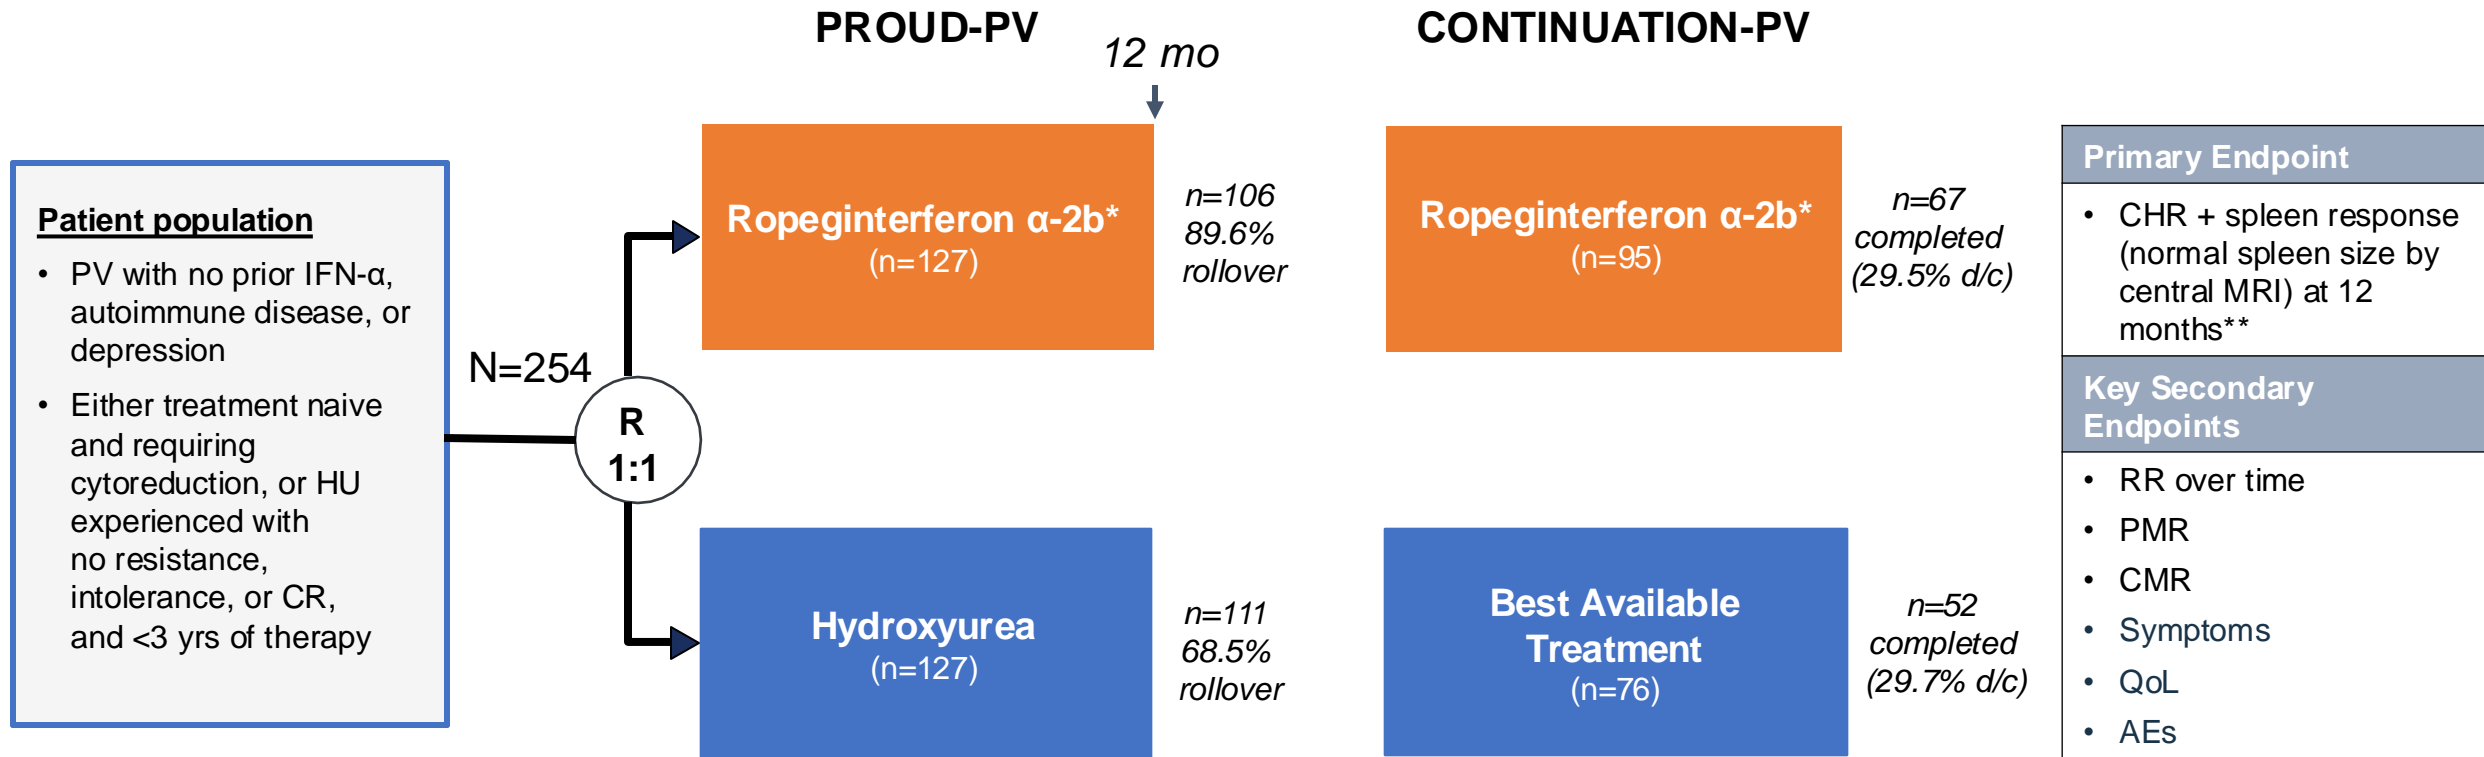 PROUD-PV
CONTINUATION-PV
12 mo
Patient population
• PV with no prior IFN-α,
autoimmune disease, or
depression
• Either treatment naive
and requiring
cytoreduction, or HU
experienced with
no resistance,
intolerance, or CR,
and <3 yrs of therapy
N=254
R
1:1
Ropeginterferon α-2b*
(n=127)
n=106
89.6%
rollover
Ropeginterferon α-2b*
(n=95)
n=67
completed
(29.5% d/c)
Hydroxyurea
(n=127)
n=111
68.5%
rollover
Best Available
Treatment
(n=76)
n=52
completed
(29.7% d/c)
Primary Endpoint
• CHR + spleen response
(normal spleen size by
central MRI) at 12
months**
Key Secondary
Endpoints
• RR over time
• PMR
• CMR
• Symptoms
• QoL
• AEs